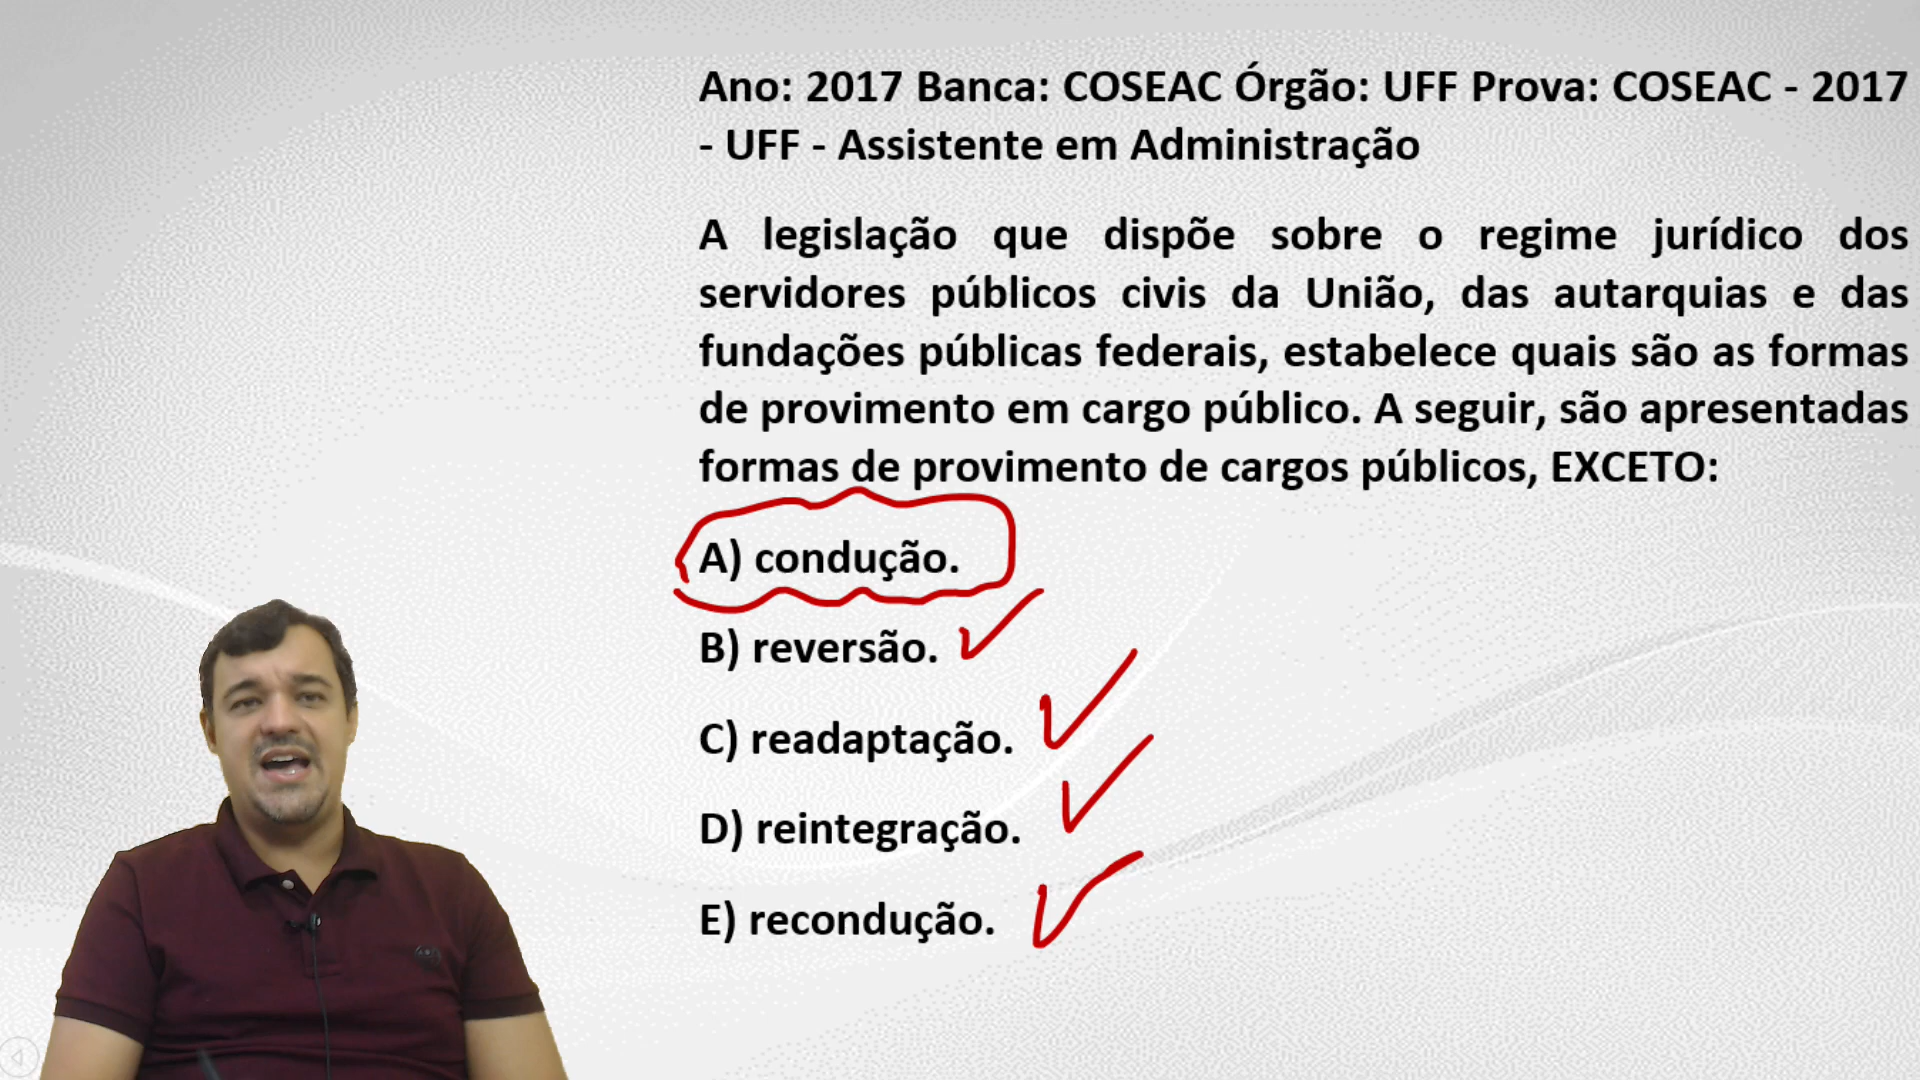 Ano: 2017 Banca: COSEAC Órgão: UFF Prova: COSEAC - 2017
- UFF - Assistente em Administração
A legislação que dispõe sobre o regime jurídico dos
servidores públicos civis da União, das autarquias e das
fundações públicas federais, estabelece quais são as formas
de provimento em cargo público. A seguir, são apresentadas
formas de provimento de cargos públicos, EXCETO:
A) condução.
B) reversão.
C) readaptação.
D) reintegração.
E) recondução.